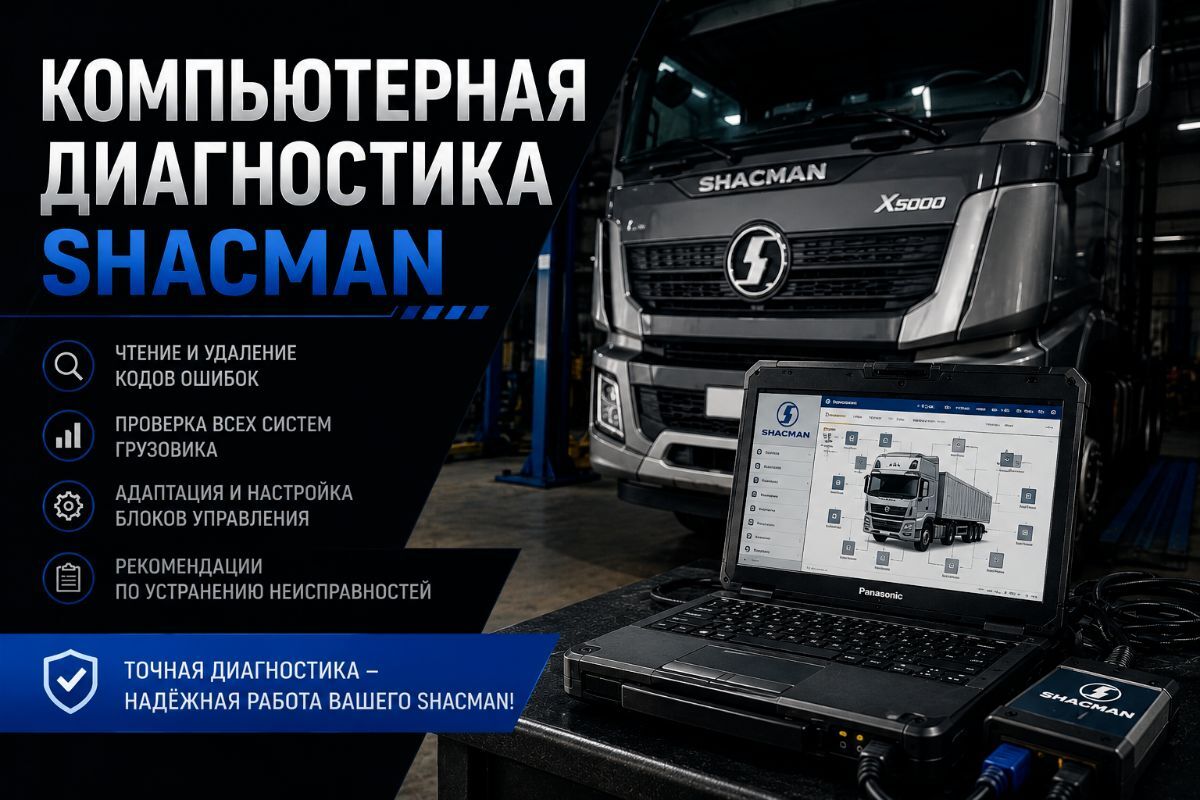 КОМПЬЮТЕРНАЯ
ДИАГНОСТИКА
SHACMAN
ЧТЕНИЕ И УДАЛЕНИЕ
КОДОВ ОШИБОК
ПРОВЕРКА ВСЕХ СИСТЕМ
ГРУЗОВИКА
АДАПТАЦИЯ И НАСТРОЙКА
БЛОКОВ УПРАВЛЕНИЯ
РЕКОМЕНДАЦИИ
ПО УСТРАНЕНИЮ НЕИСПРАВНОСТЕЙ
ТОЧНАЯ ДИАГНОСТИКА –
НАДЁЖНАЯ РАБОТА ВАШЕГО SHACMAN!
SHACMAN
X5000
SHACMAN
Panasonic
SHACMAN